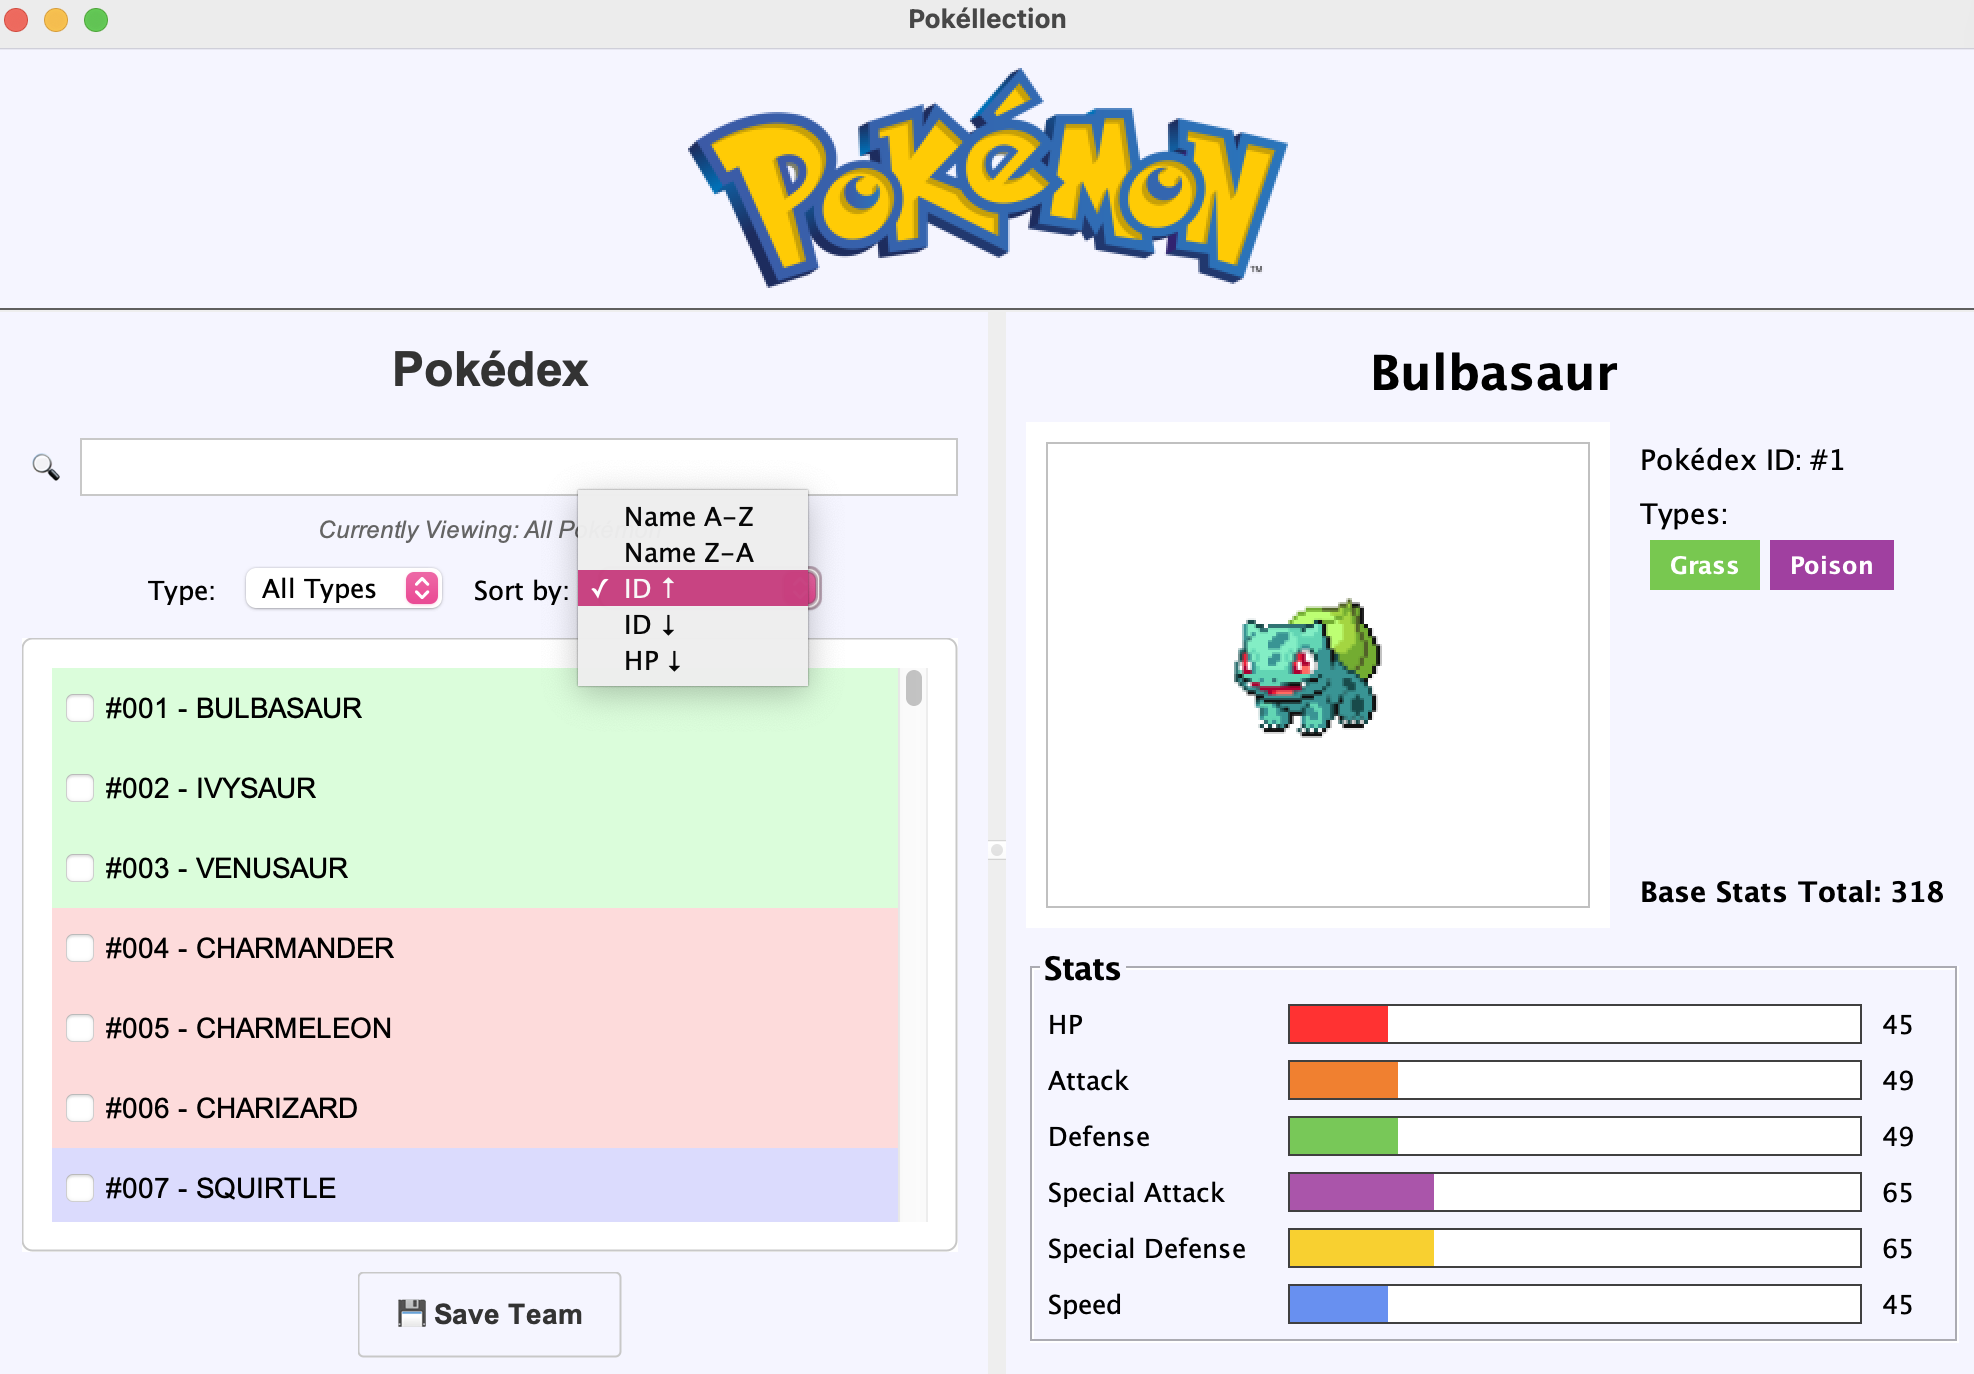 Pokéllection
POKéMON
™
Pokédex
Currently Viewing: All Pokémon
Type: All Types Sort by:
Name A-Z
Name Z-A
✓ ID ↑
ID ↓
HP ↓
#001 - BULBASAUR
#002 - IVYSAUR
#003 - VENUSAUR
#004 - CHARMANDER
#005 - CHARMELEON
#006 - CHARIZARD
#007 - SQUIRTLE
Save Team
Bulbasaur
Pokédex ID: #1
Types:
Grass Poison
Base Stats Total: 318
Stats
HP 45
Attack 49
Defense 49
Special Attack 65
Special Defense 65
Speed 45